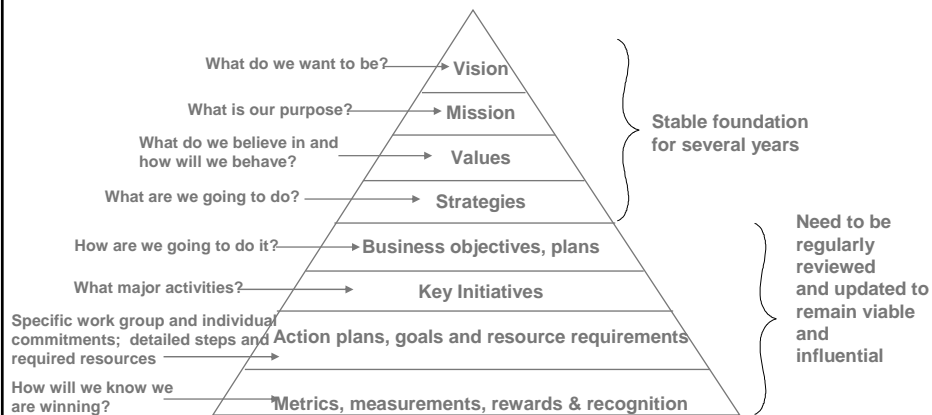 What do we want to be?
Vision
What is our purpose?
Mission
What do we believe in and
how will we behave?
Values
What are we going to do?
Strategies
Stable foundation
for several years
How are we going to do it?
Business objectives, plans
What major activities?
Key Initiatives
Specific work group and individual
commitments; detailed steps and
required resources
Action plans, goals and resource requirements
How will we know we
are winning?
Metrics, measurements, rewards & recognition
Need to be
regularly
reviewed
and updated to
remain viable
and
influential